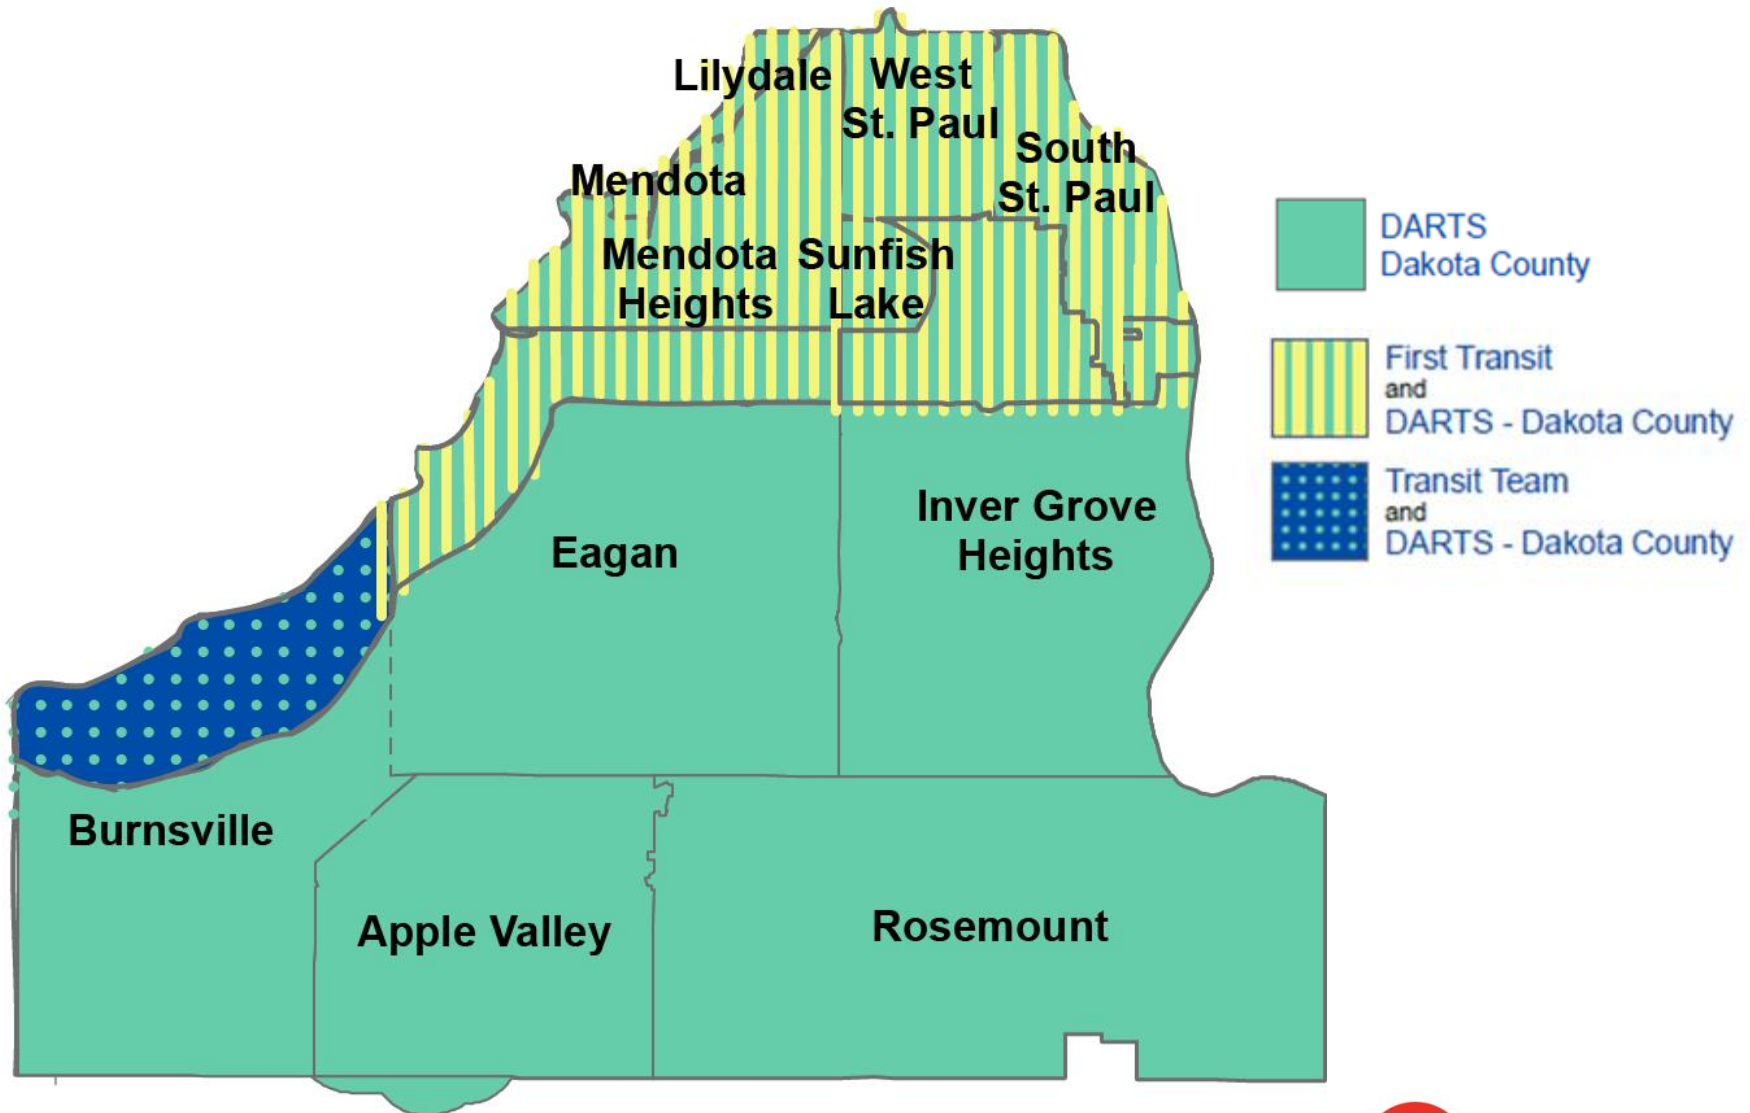 Lilydale
West
St. Paul
South
St. Paul
Mendota
Mendota
Heights
Sunfish
Lake
Eagan
Inver Grove
Heights
Burnsville
Apple Valley
Rosemount
DARTS
Dakota County
First Transit
and
DARTS - Dakota County
Transit Team
and
DARTS - Dakota County